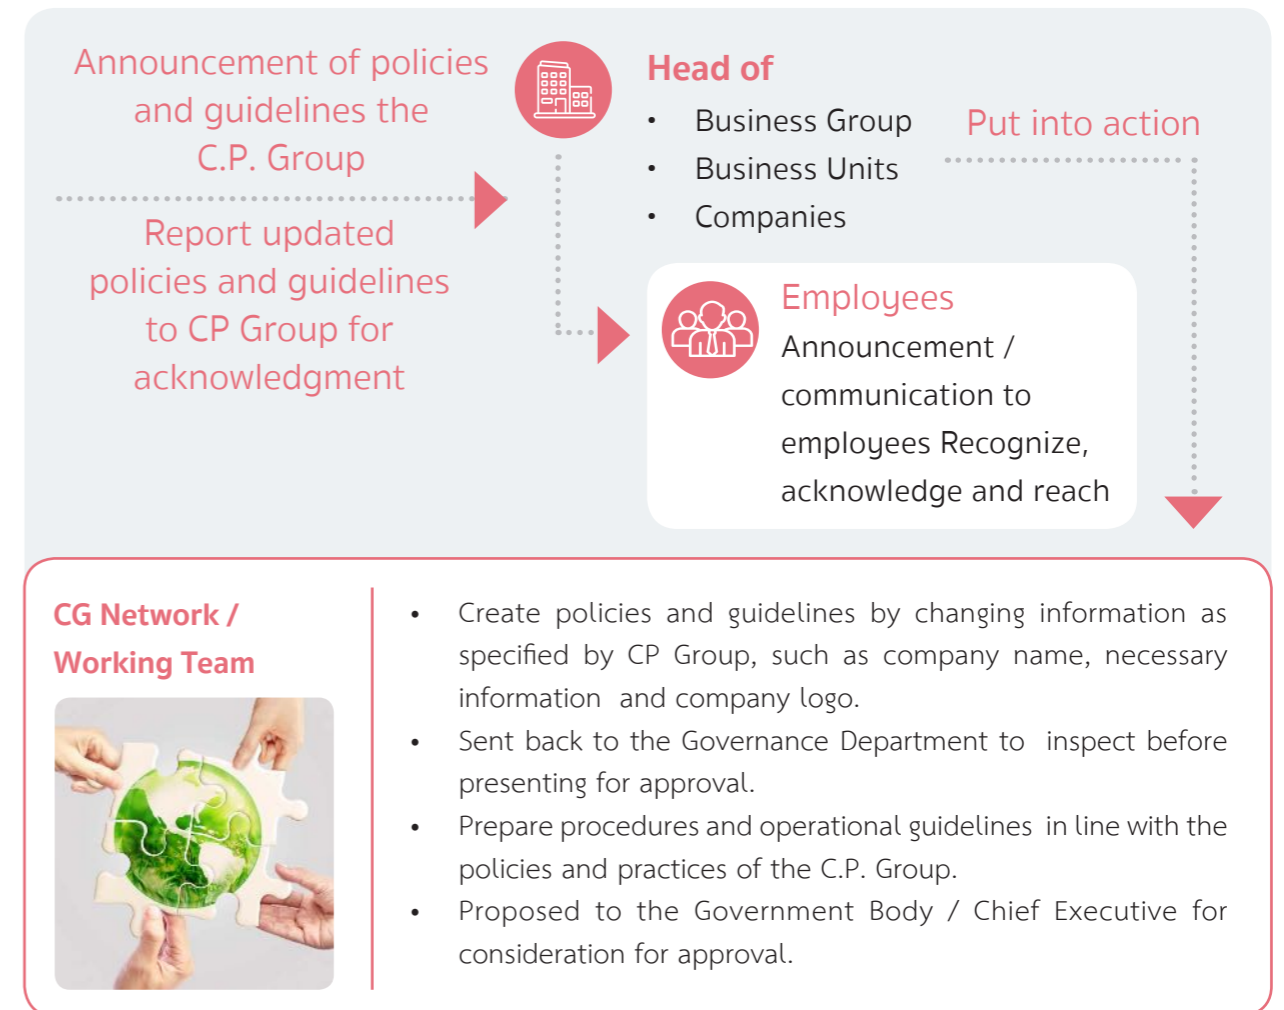 Announcement of policies
and guidelines the
C.P. Group
Report updated
policies and guidelines
to CP Group for
acknowledgment
Head of
• Business Group
• Business Units
• Companies
Put into action
Employees
Announcement /
communication to
employees Recognize,
acknowledge and reach
CG Network /
Working Team
• Create policies and guidelines by changing information as
specified by CP Group, such as company name, necessary
information and company logo.
• Sent back to the Governance Department to inspect before
presenting for approval.
• Prepare procedures and operational guidelines in line with the
policies and practices of the C.P. Group.
• Proposed to the Government Body / Chief Executive for
consideration for approval.